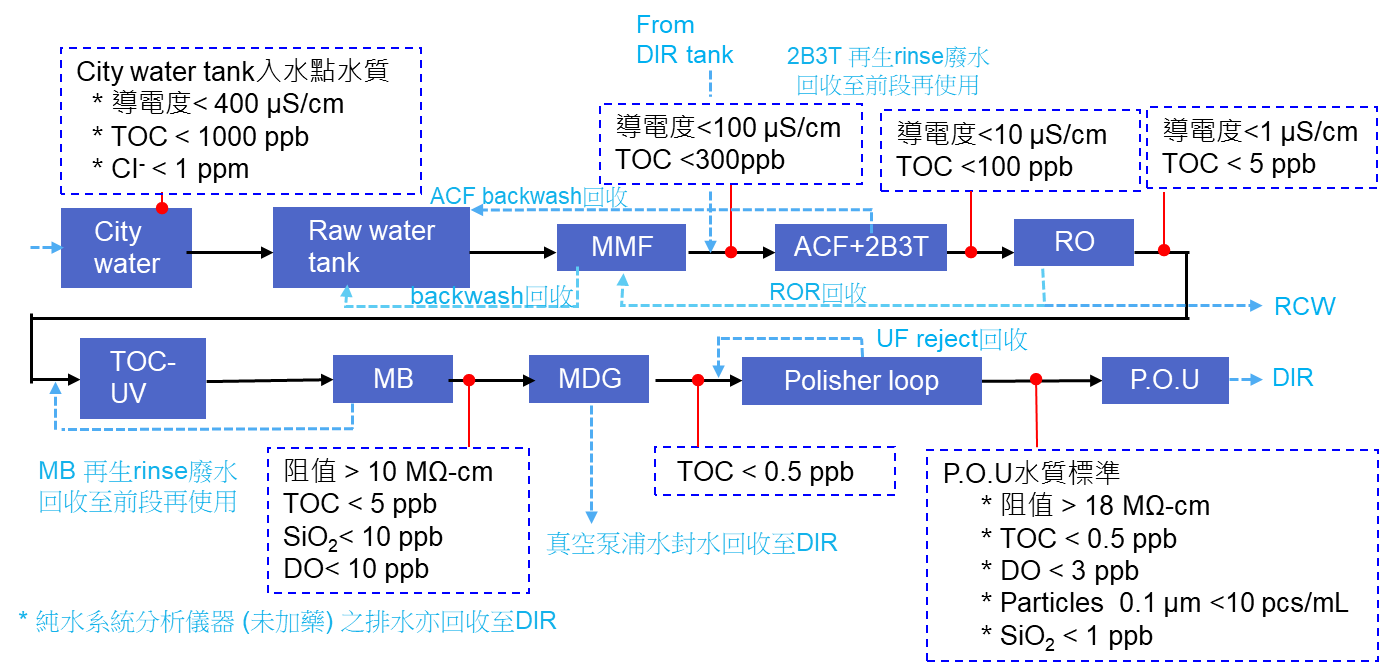 From
DIR tank
2B3T 再生rinse廢水
回收至前段再使用
City water tank入水點水質
* 導電度< 400 μS/cm
* TOC < 1000 ppb
* Cl- < 1 ppm
導電度<100 μS/cm
TOC <300ppb
導電度<10 μS/cm
TOC <100 ppb
導電度<1 μS/cm
TOC < 5 ppb
ACF backwash回收
City
water
Raw water
tank
MMF
ACF+2B3T
RO
backwash回收
ROR回收
RCW
UF reject回收
TOC-
UV
MB
MDG
Polisher loop
P.O.U
DIR
MB 再生rinse廢水
回收至前段再使用
阻值 > 10 MΩ-cm
TOC < 5 ppb
SiO2< 10 ppb
DO< 10 ppb
TOC < 0.5 ppb
真空泵浦水封水回收至DIR
P.O.U水質標準
* 阻值 > 18 MΩ-cm
* TOC < 0.5 ppb
* DO < 3 ppb
* Particles 0.1 μm <10 pcs/mL
* SiO2 < 1 ppb
* 純水系統分析儀器 (未加藥) 之排水亦回收至DIR